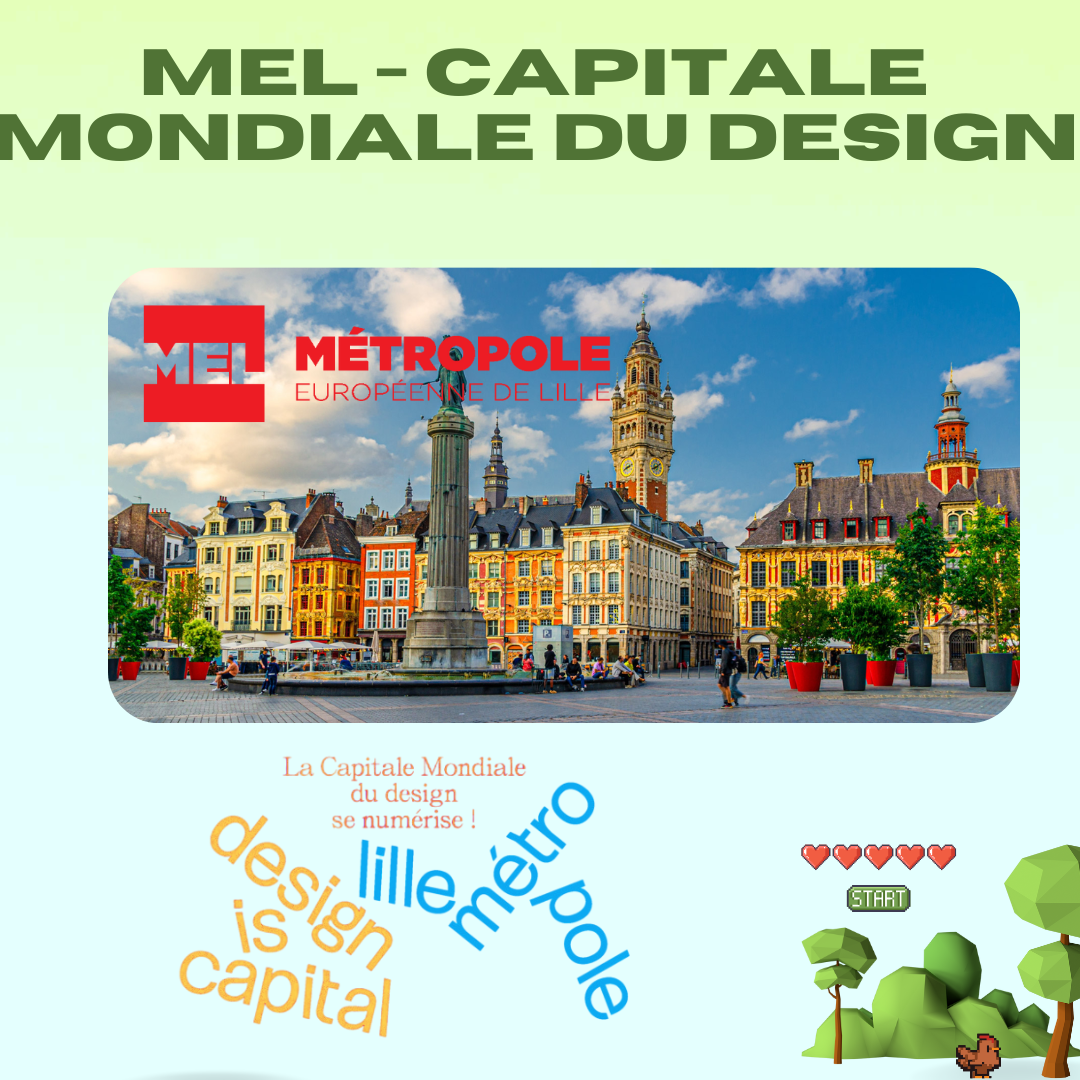 MEL - CAPITALE
MONDIALE DU DESIGN
MEL
MÉTROPOLE
EUROPÉENNE DE LILLE
La Capitale Mondiale
du design
se numérise !
design
is
capital
lille
métro
pole
START